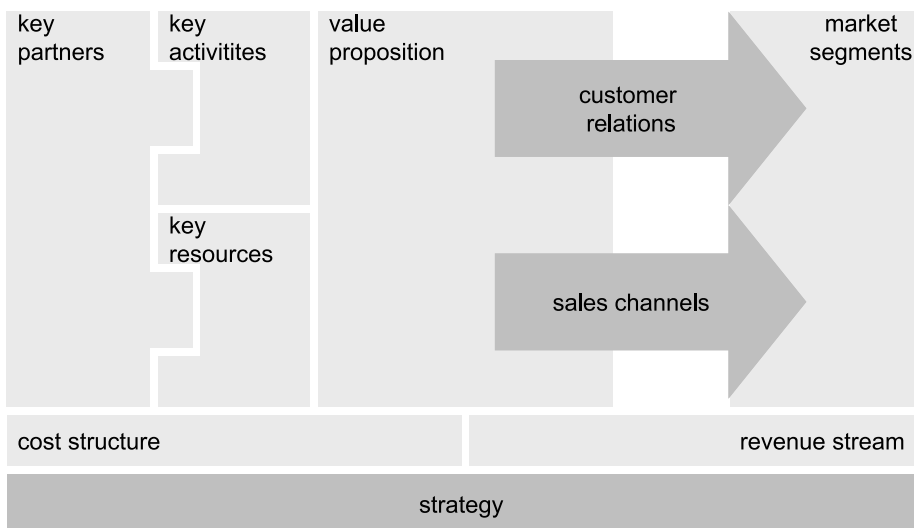 key
partners
key
activitites
value
proposition
customer
relations
market
segments
key
resources
sales channels
cost structure
revenue stream
strategy